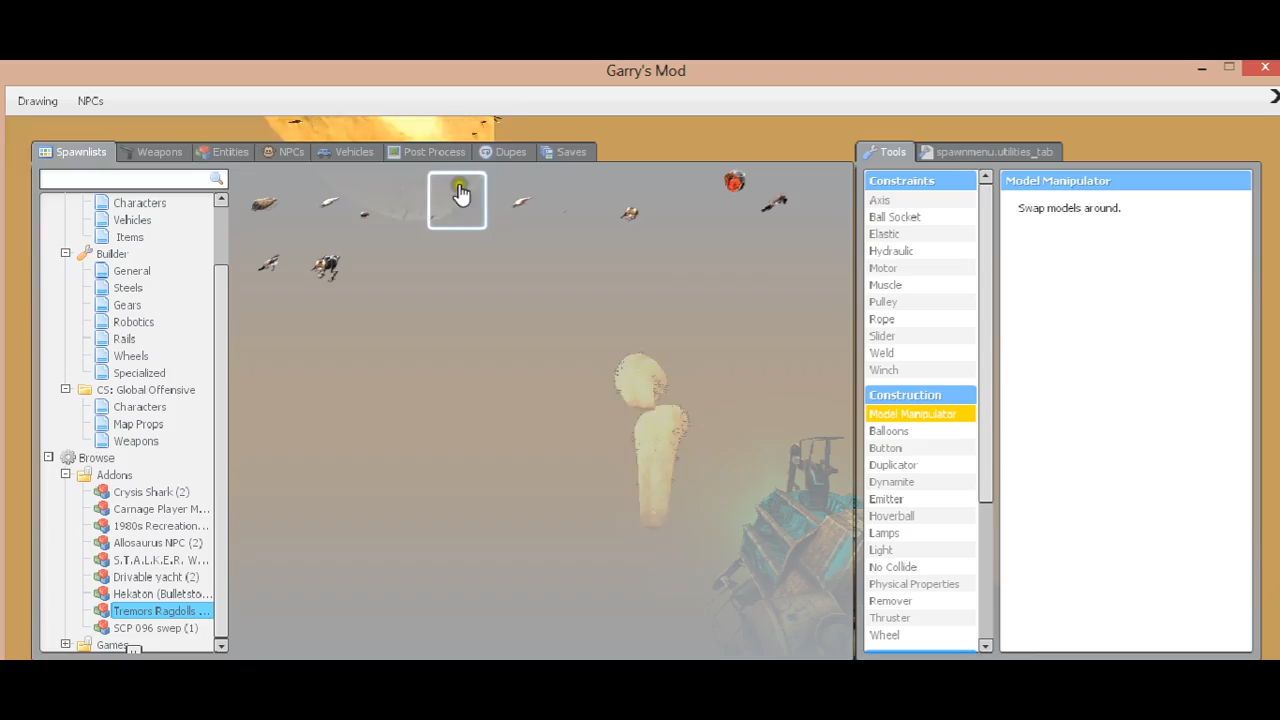 Garry's Mod
Drawing NPCs
Spawnlists Weapons Entities NPCs Vehicles Post Process Dupes Saves
Characters
Vehicles
Items
Builder
General
Steels
Gears
Robotics
Rails
Wheels
Specialized
CS: Global Offensive
Characters
Map Props
Weapons
Browse
Addons
Crysis Shark (2)
Carnage Player M...
1980s Recreation...
Allosaurus NPC (2)
S.T.A.L.K.E.R. W...
Drivable yacht (2)
Hekaton (Bulletsto...
Tremors Ragdolls ...
SCP 096 swep (1)
Games
Tools spawnmenu.utilities_tab
Constraints
Axis
Ball Socket
Elastic
Hydraulic
Motor
Muscle
Pulley
Rope
Slider
Weld
Winch
Construction
Model Manipulator
Balloons
Button
Duplicator
Dynamite
Emitter
Hoverball
Lamps
Light
No Collide
Physical Properties
Remover
Thruster
Wheel
Model Manipulator
Swap models around.